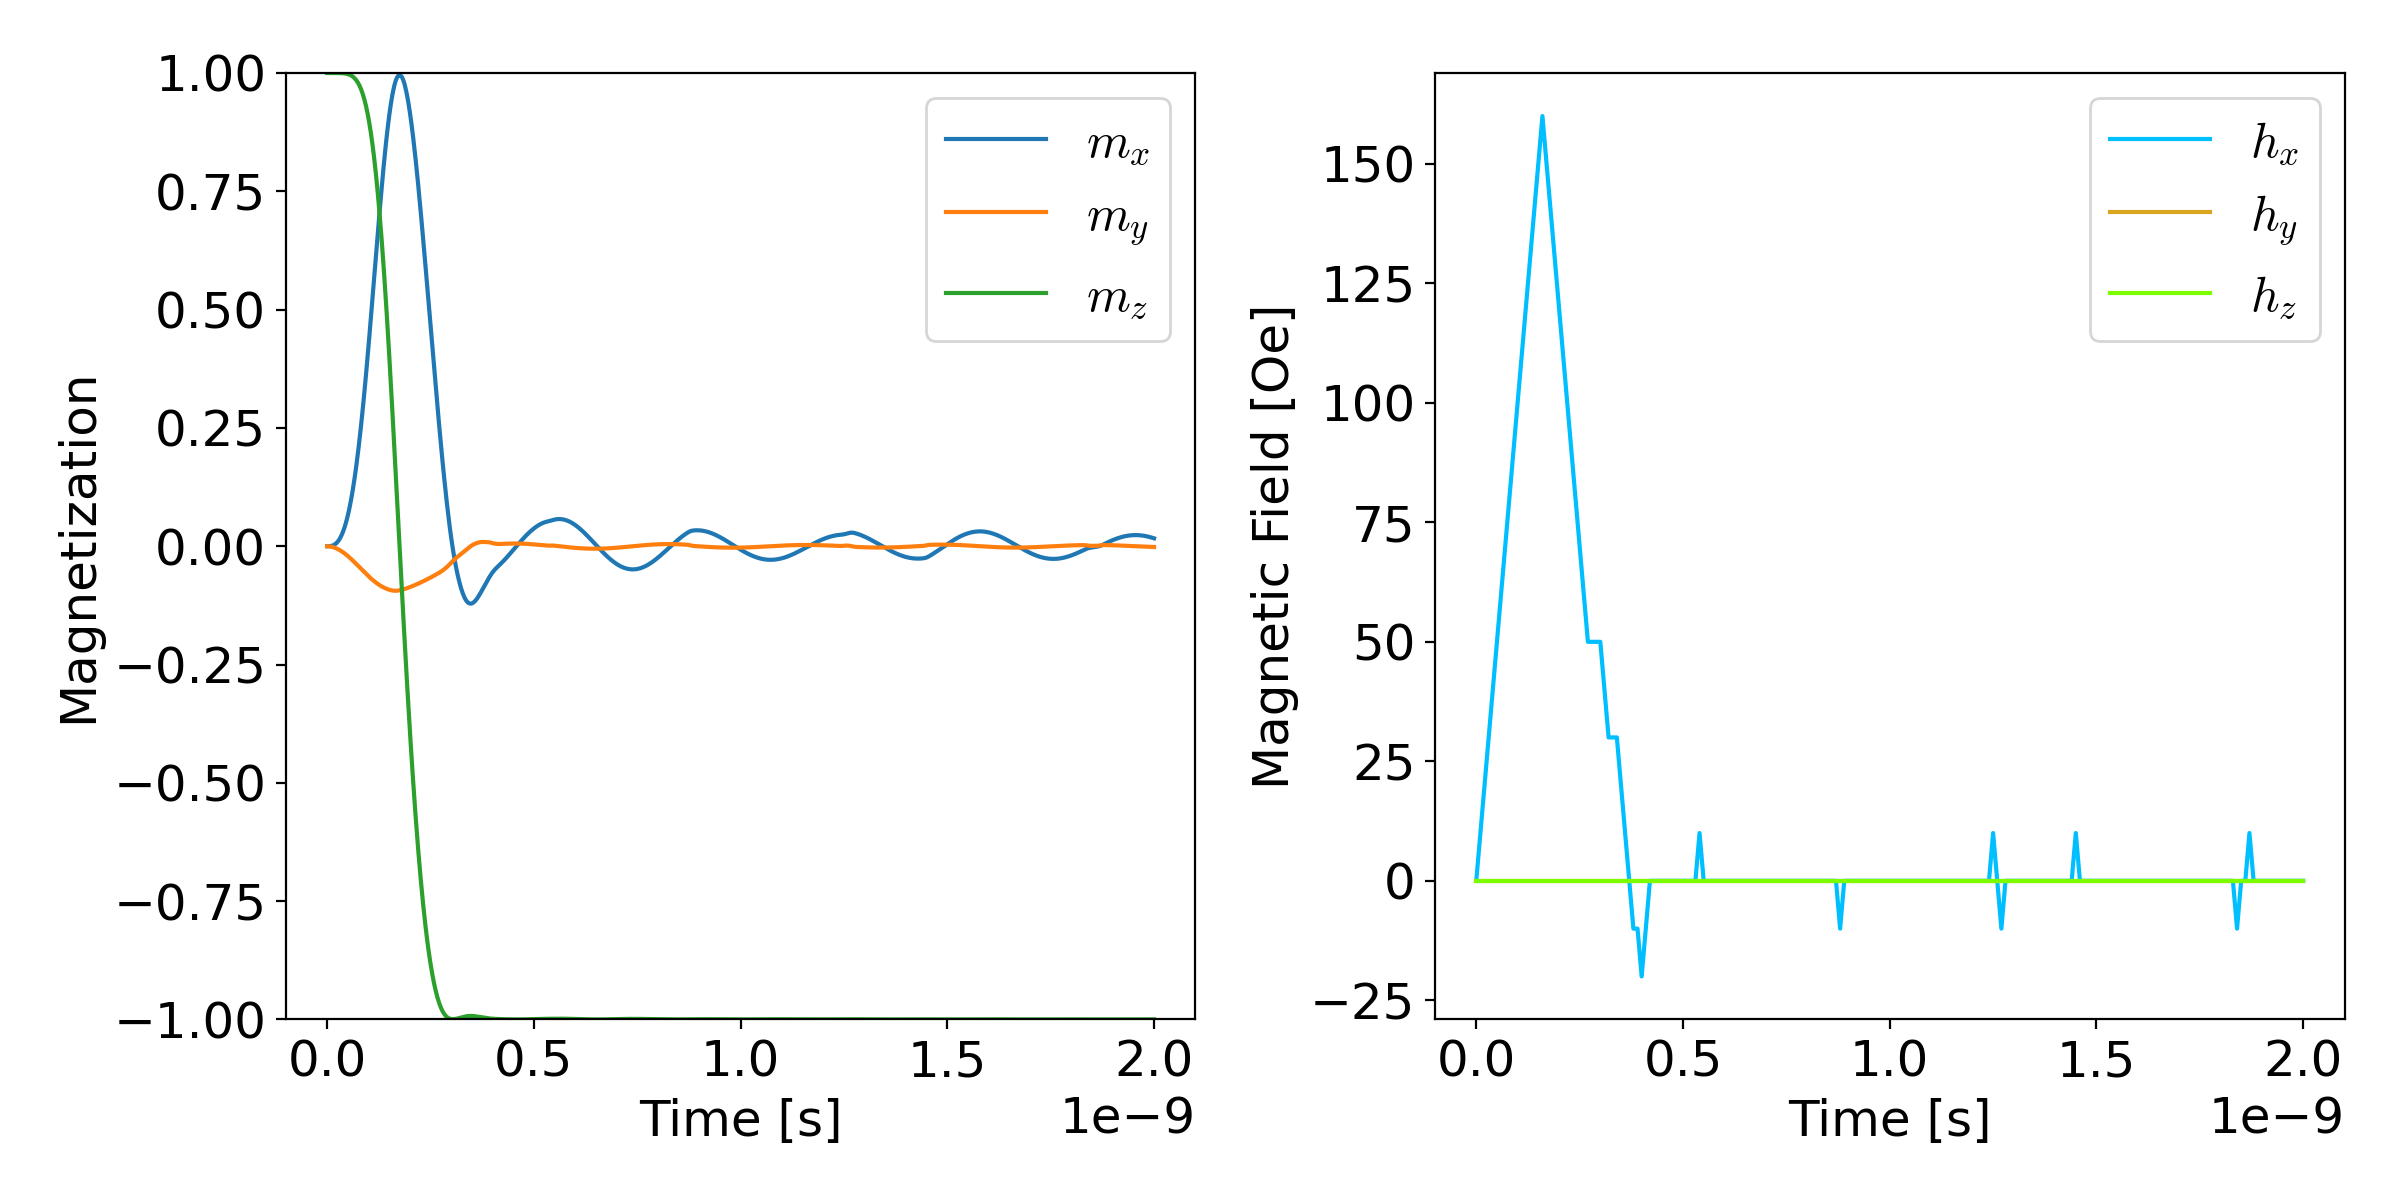 Magnetization
1.00
0.75
0.50
0.25
0.00
−0.25
−0.50
−0.75
−1.00
0.0 0.5 1.0 1.5 2.0
Time [s]
1e−9
m_x
m_y
m_z
Magnetic Field [Oe]
150
125
100
75
50
25
0
−25
0.0 0.5 1.0 1.5 2.0
Time [s]
1e−9
h_x
h_y
h_z